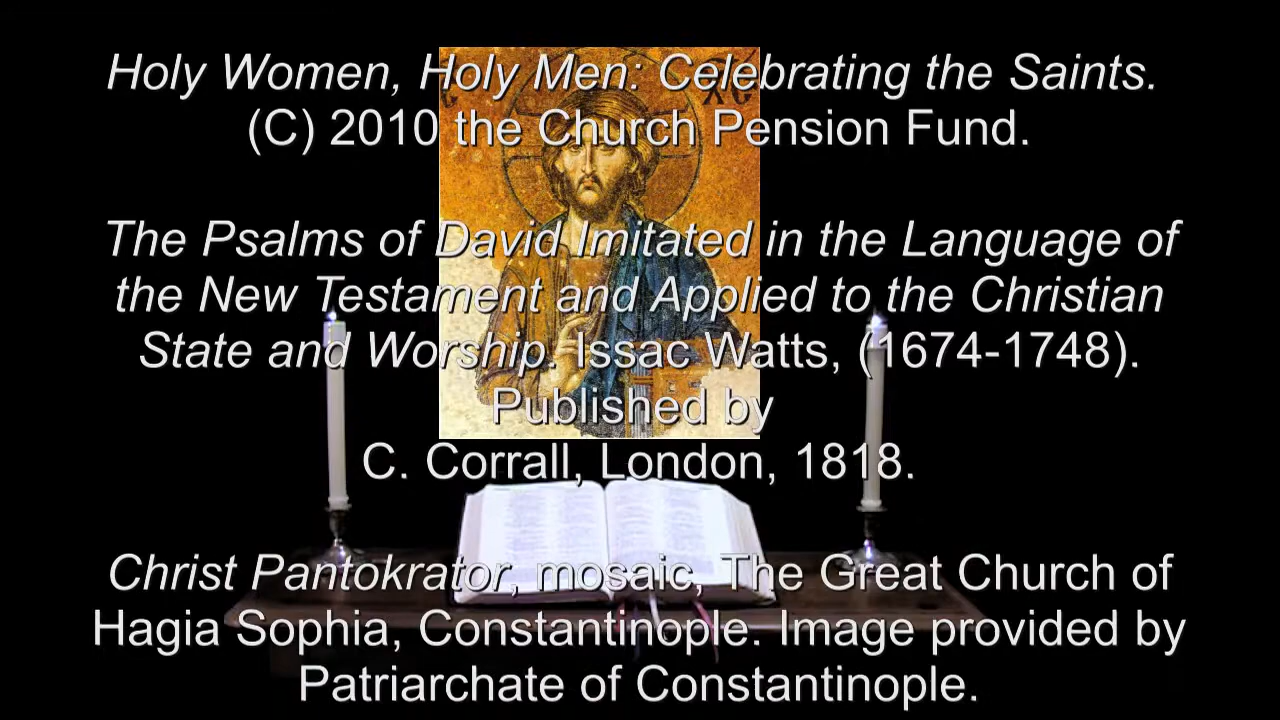 Holy Women, Holy Men: Celebrating the Saints.
(C) 2010 the Church Pension Fund.
The Psalms of David Imitated in the Language of
the New Testament and Applied to the Christian
State and Worship. Issac Watts, (1674-1748).
Published by
C. Corrall, London, 1818.
Christ Pantokrator, mosaic, The Great Church of
Hagia Sophia, Constantinople. Image provided by
Patriarchate of Constantinople.